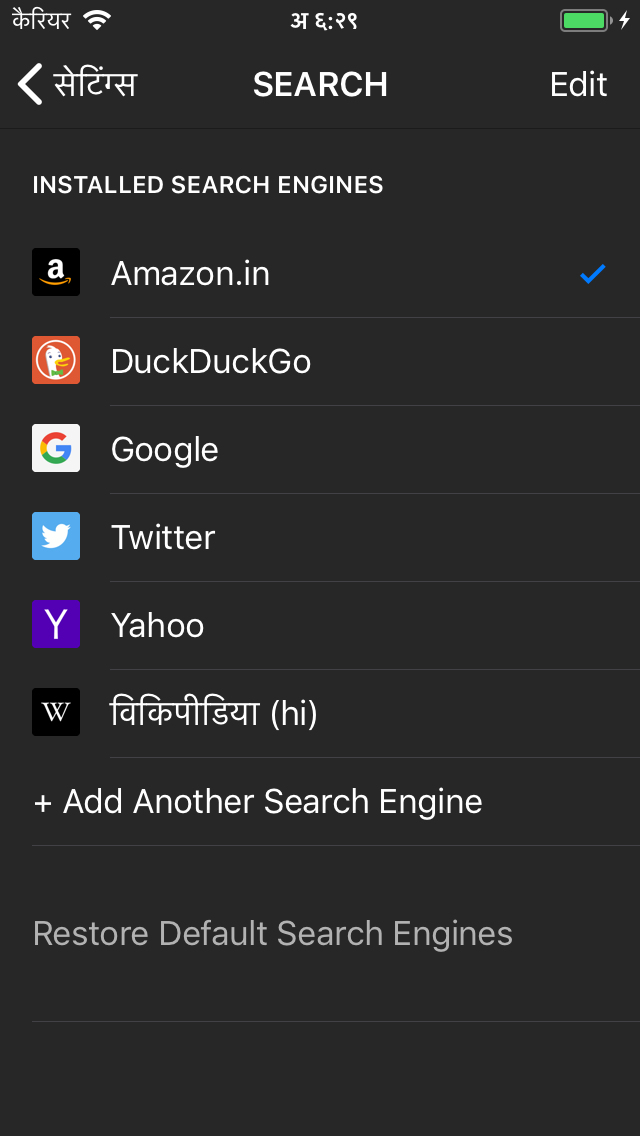 कैरियर अ ६:२९
सेटिंग्स SEARCH Edit
INSTALLED SEARCH ENGINES
a Amazon.in
DuckDuckGo
G Google
Twitter
Y Yahoo
W विकिपीडिया (hi)
+ Add Another Search Engine
Restore Default Search Engines